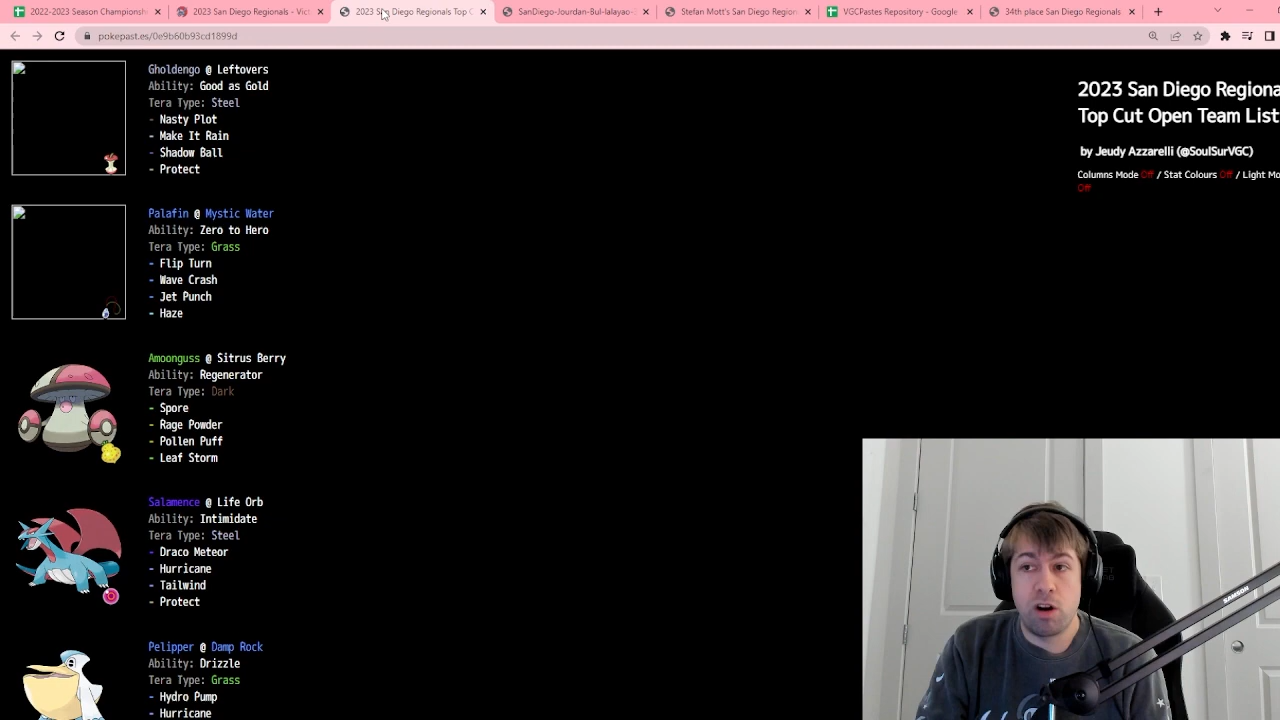 2022-2023 Season Championsh
2023 San Diego Regionals - Vict
2023 San Diego Regionals Top C
SanDiego-Jourdan-Bul-lalayao-
Stefan Mott's San Diego Region
VGCPastes Repository - Google
34th place San Diego Regionals
pokepast.es/0e9b60b93cd1899d
Gholdengo @ Leftovers
Ability: Good as Gold
Tera Type: Steel
- Nasty Plot
- Make It Rain
- Shadow Ball
- Protect
Palafin @ Mystic Water
Ability: Zero to Hero
Tera Type: Grass
- Flip Turn
- Wave Crash
- Jet Punch
- Haze
Amoonguss @ Sitrus Berry
Ability: Regenerator
Tera Type: Dark
- Spore
- Rage Powder
- Pollen Puff
- Leaf Storm
Salamence @ Life Orb
Ability: Intimidate
Tera Type: Steel
- Draco Meteor
- Hurricane
- Tailwind
- Protect
Pelipper @ Damp Rock
Ability: Drizzle
Tera Type: Grass
- Hydro Pump
- Hurricane
2023 San Diego Regiona
Top Cut Open Team List
by Jeudy Azzarelli (@SoulSurVGC)
Columns Mode Off / Stat Colours Off / Light Mo
Off
SAMSON